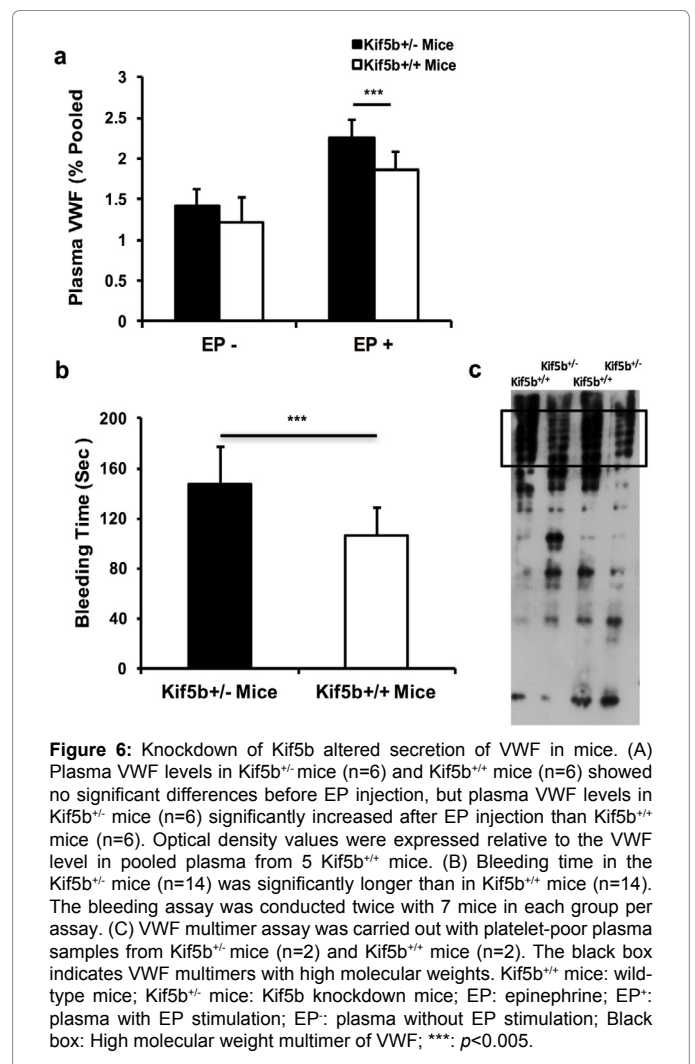 a
■Kif5b+/- Mice
□Kif5b+/+ Mice
***
3
2.5
2
1.5
1
0.5
0
Plasma VWF (% Pooled
EP -
EP +
b
***
200
160
120
80
40
0
Bleeding Time (Sec )
Kif5b+/- Mice
Kif5b+/+ Mice
c
Kif5b+/+
Kif5b+/-
Kif5b+/+
Kif5b+/-
Figure 6: Knockdown of Kif5b altered secretion of VWF in mice. (A)
Plasma VWF levels in Kif5b+/- mice (n=6) and Kif5b+/+ mice (n=6) showed
no significant differences before EP injection, but plasma VWF levels in
Kif5b+/- mice (n=6) significantly increased after EP injection than Kif5b+/+
mice (n=6). Optical density values were expressed relative to the VWF
level in pooled plasma from 5 Kif5b+/+ mice. (B) Bleeding time in the
Kif5b+/- mice (n=14) was significantly longer than in Kif5b+/+ mice (n=14).
The bleeding assay was conducted twice with 7 mice in each group per
assay. (C) VWF multimer assay was carried out with platelet-poor plasma
samples from Kif5b+/- mice (n=2) and Kif5b+/+ mice (n=2). The black box
indicates VWF multimers with high molecular weights. Kif5b+/+ mice: wild-
type mice; Kif5b+/- mice: Kif5b knockdown mice; EP: epinephrine; EP+:
plasma with EP stimulation; EP-: plasma without EP stimulation; Black
box: High molecular weight multimer of VWF; ***: p<0.005.